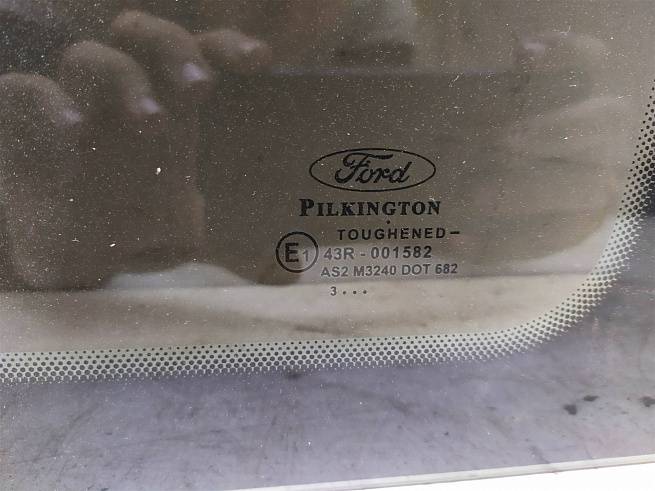 Ford
PILKINGTON
TOUGHENED-
E1 43R - 001582
AS2 M3240 DOT 682
3...